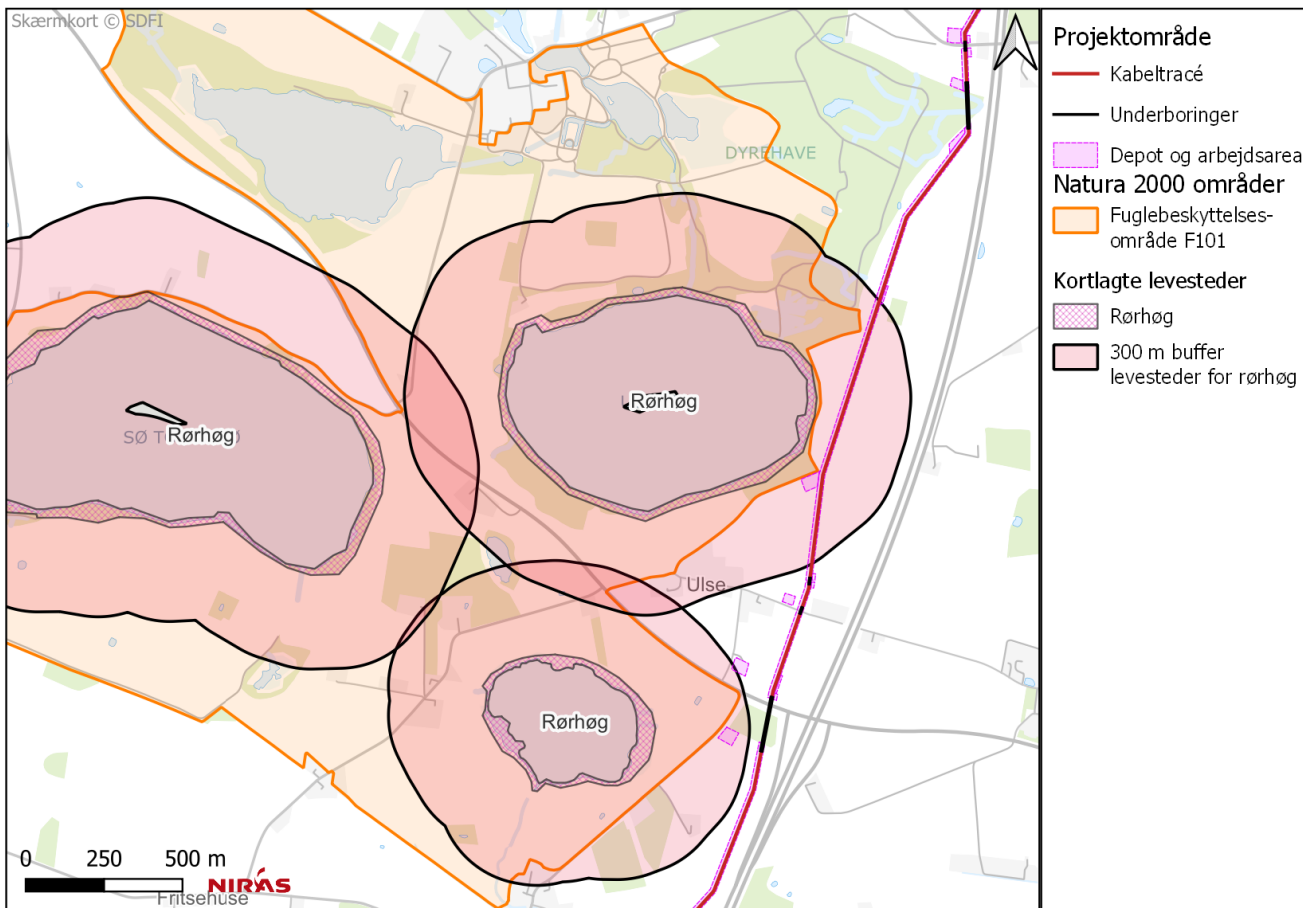 Skærmkort © SDFI
DYREHAVE
Rørhøg
SØ T
Rørhøg
Ulse
Rørhøg
0 250 500 m
NIRAS
Fritsehuse
Projektområde
Kabeltracé
Underboringer
Depot og arbejdsarea
Natura 2000 områder
Fuglebeskyttelses-
område F101
Kortlagte levesteder
Rørhøg
300 m buffer
levesteder for rørhøg